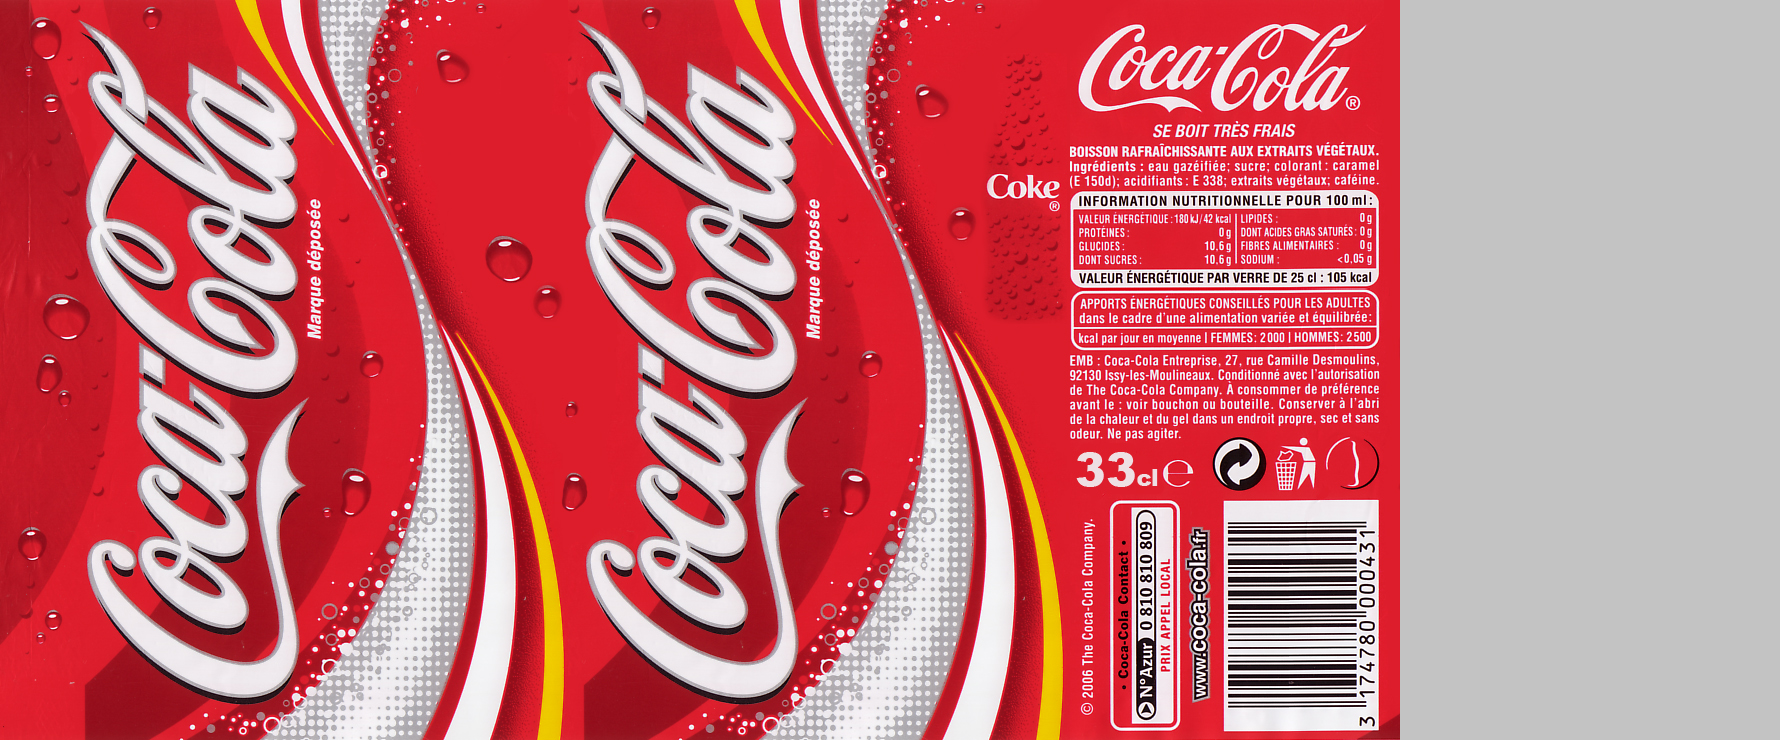 Coca-Cola
Marque déposée
Coca-Cola
Marque déposée
Coke
®
Coca-Cola®
SE BOIT TRÈS FRAIS
BOISSON RAFRAÎCHISSANTE AUX EXTRAITS VÉGÉTAUX.
Ingrédients : eau gazéifiée; sucre; colorant : caramel
(E 150d); acidifiants : E 338; extraits végétaux; caféine.
INFORMATION NUTRITIONNELLE POUR 100 ml :
VALEUR ÉNERGÉTIQUE : 180 kJ/ 42 kcal | LIPIDES : 0 g
PROTÉINES : 0 g | DONT ACIDES GRAS SATURÉS : 0 g
GLUCIDES : 10,6 g | FIBRES ALIMENTAIRES : 0 g
DONT SUCRES : 10,6 g | SODIUM : <0,05 g
VALEUR ÉNERGÉTIQUE PAR VERRE DE 25 cl : 105 kcal
APPORTS ÉNERGÉTIQUES CONSEILLÉS POUR LES ADULTES
dans le cadre d'une alimentation variée et équilibrée:
kcal par jour en moyenne | FEMMES: 2000 | HOMMES: 2500
EMB : Coca-Cola Entreprise, 27, rue Camille Desmoulins,
92130 Issy-les-Moulineaux. Conditionné avec l'autorisation
de The Coca-Cola Company. À consommer de préférence
avant le : voir bouchon ou bouteille. Conserver à l'abri
de la chaleur et du gel dans un endroit propre, sec et sans
odeur. Ne pas agiter.
33cl e
© 2006 The Coca-Cola Company.
• Coca-Cola Contact •
N°Azur 0 810 810 809
PRIX APPEL LOCAL
www.coca-cola.fr
3 174780 000431